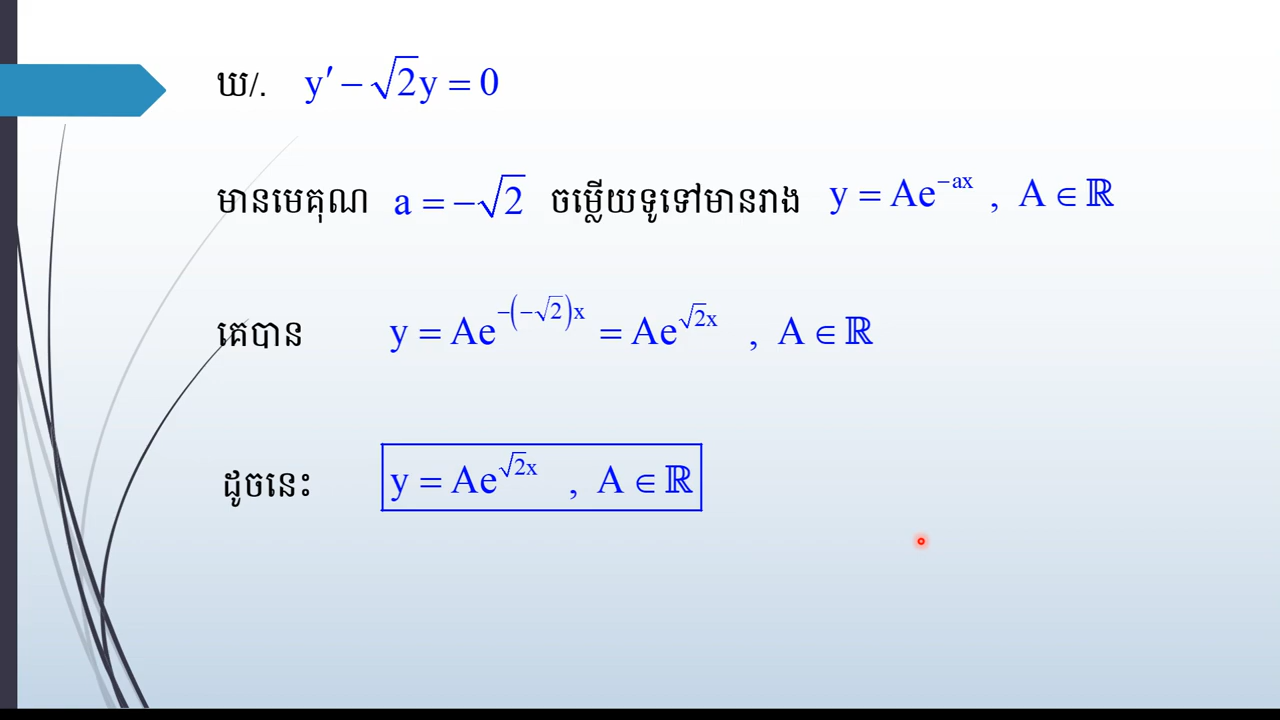 ឃ/. y′ − √2y = 0
មានមេគុណ a = −√2 ចម្លើយទូទៅមានរាង y = Ae^{−ax} , A ∈ ℝ
គេបាន y = Ae^{−(−√2)x} = Ae^{√2x} , A ∈ ℝ
ដូចនេះ y = Ae^{√2x} , A ∈ ℝ